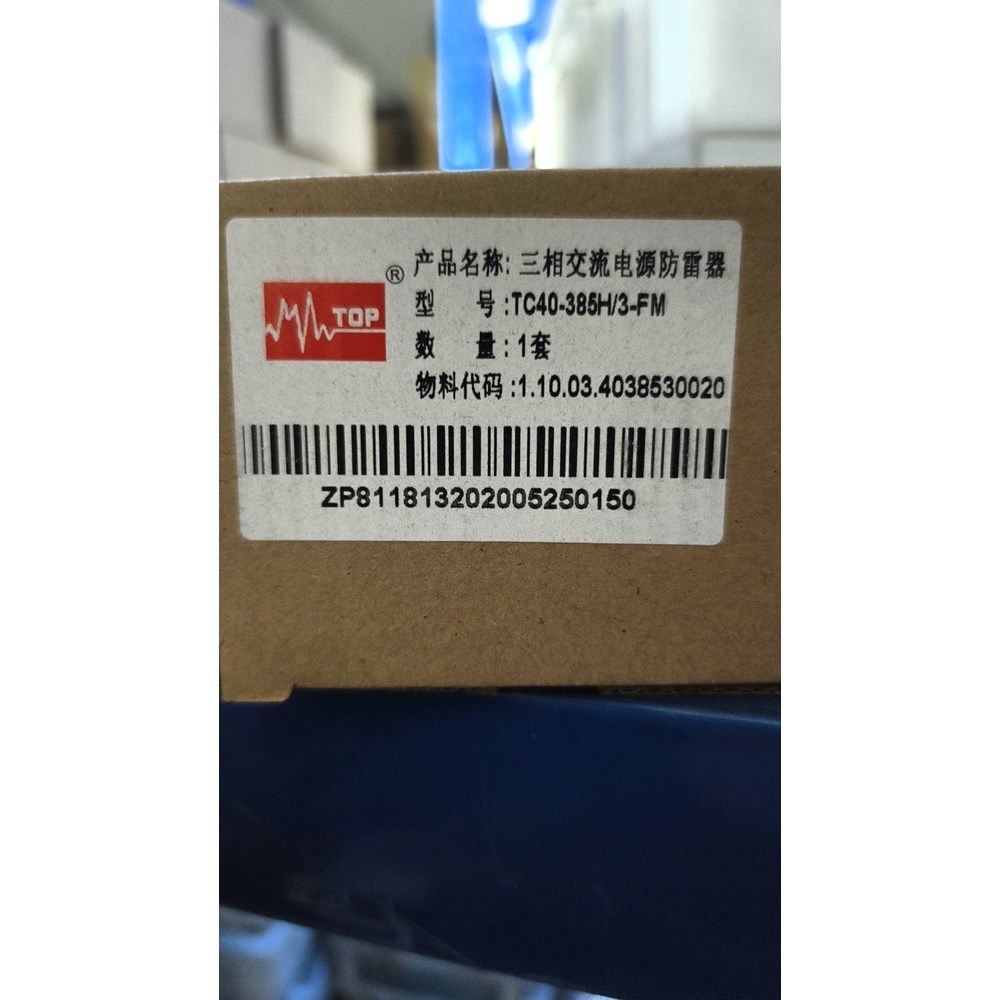 TOP ®
产品名称: 三相交流电源防雷器
型 号 :TC40-385H/3-FM
数 量 : 1套
物料代码 :1.10.03.4038530020
ZP811813202005250150